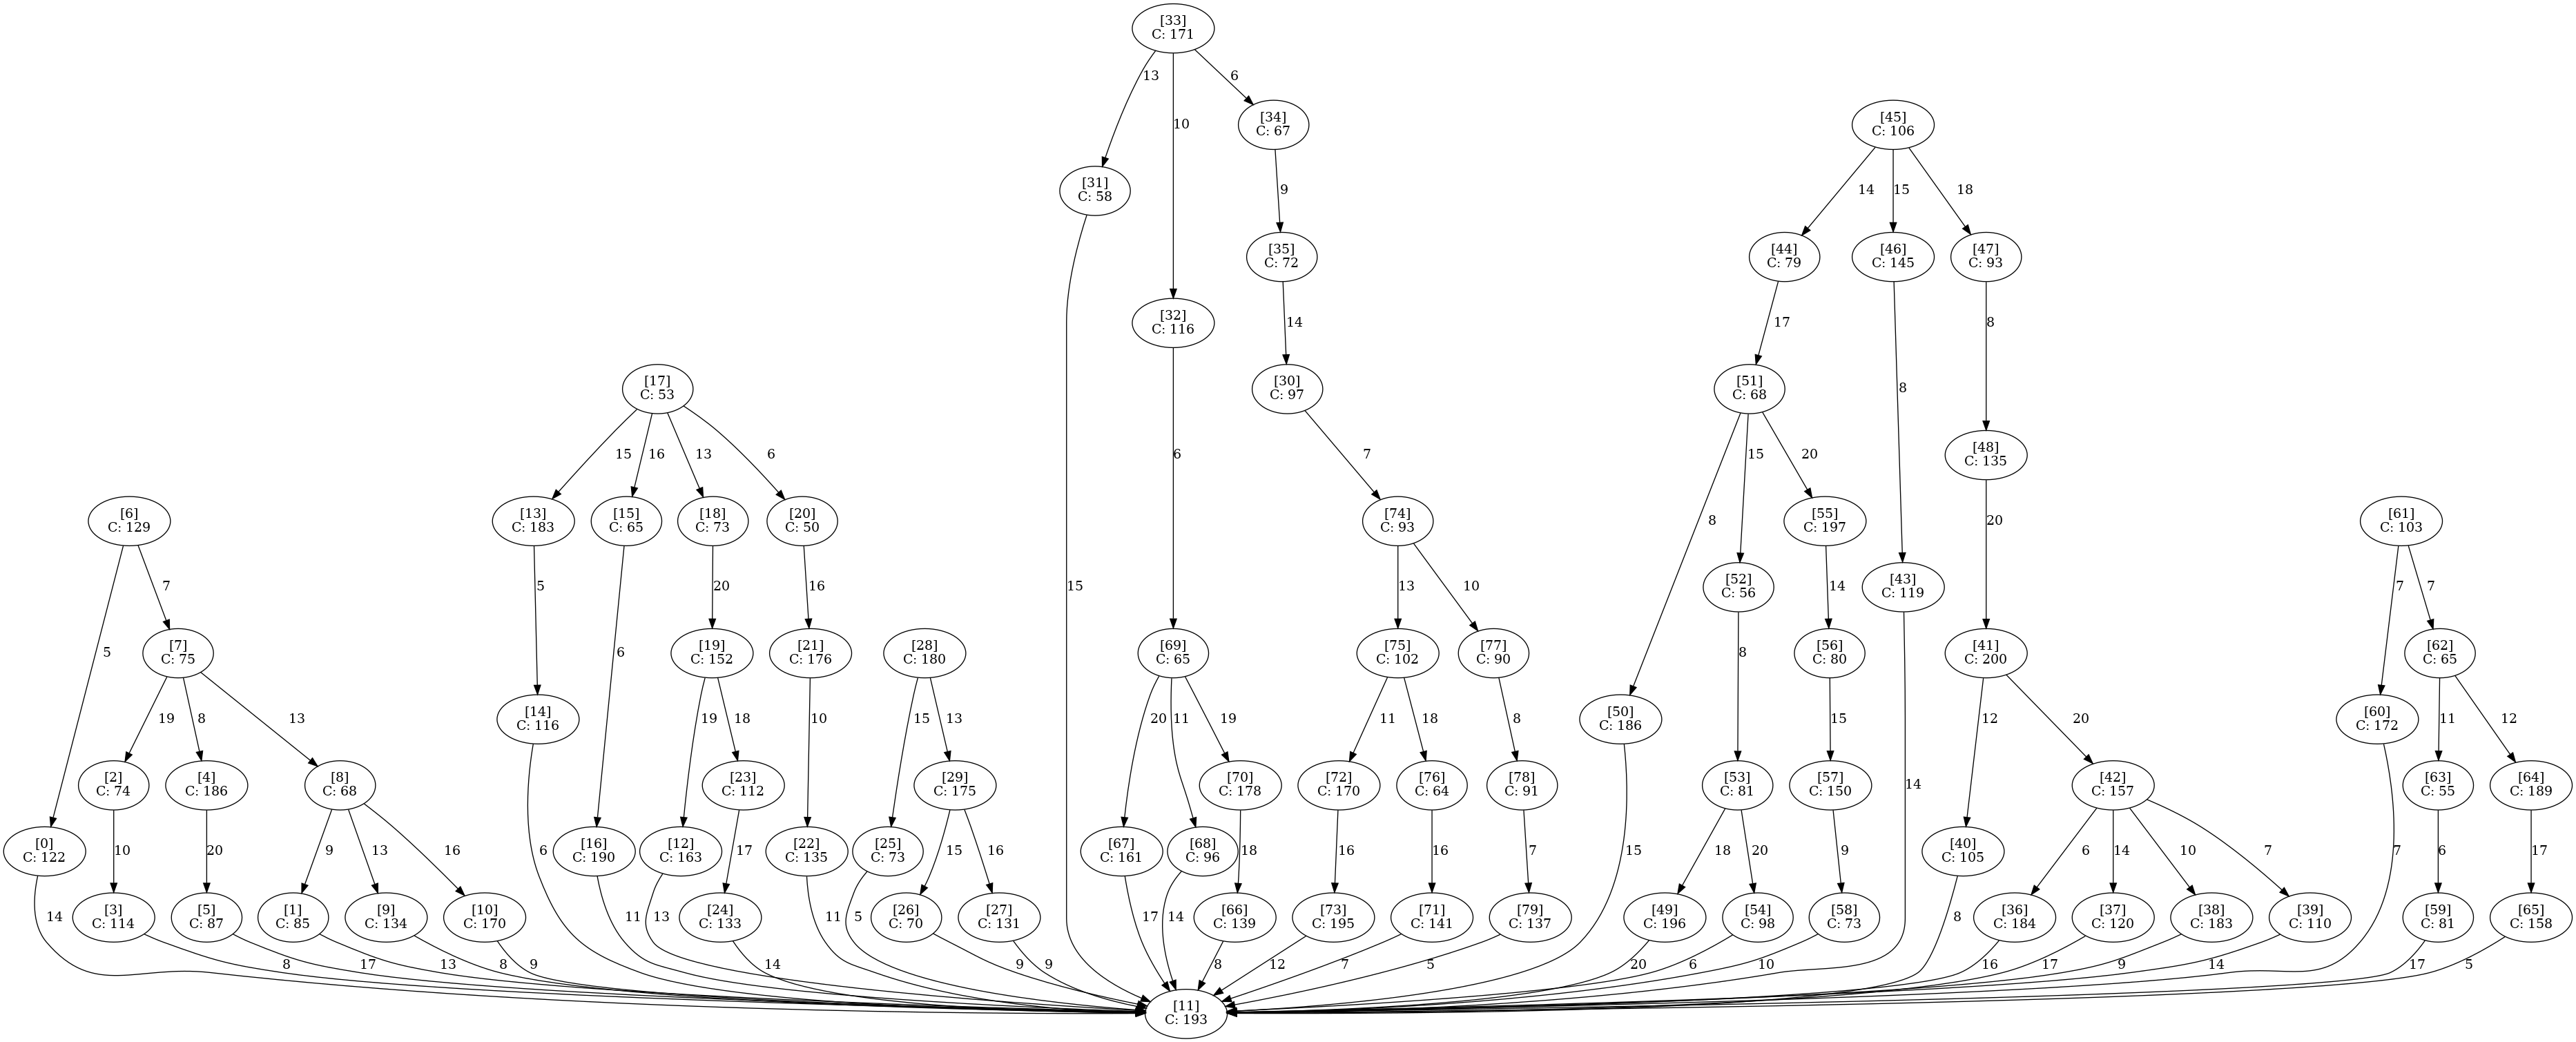 [33]
C: 171
13
10
6
[34]
C: 67
[45]
C: 106
[31]
C: 58
9
14
15
18
[35]
C: 72
[44]
C: 79
[46]
C: 145
[47]
C: 93
[32]
C: 116
14
17
8
[17]
C: 53
[30]
C: 97
[51]
C: 68
8
15
16
13
6
6
7
15
20
[48]
C: 135
[6]
C: 129
[13]
C: 183
[15]
C: 65
[18]
C: 73
[20]
C: 50
[74]
C: 93
8
[55]
C: 197
20
[61]
C: 103
5
7
5
20
16
15
13
10
[52]
C: 56
14
[43]
C: 119
7
7
[7]
C: 75
6
[19]
C: 152
[21]
C: 176
[28]
C: 180
[69]
C: 65
[75]
C: 102
[77]
C: 90
8
[56]
C: 80
[41]
C: 200
[62]
C: 65
19
8
13
[14]
C: 116
19
18
10
15
13
20
11
19
11
18
8
[50]
C: 186
15
12
20
[60]
C: 172
11
12
[2]
C: 74
[4]
C: 186
[8]
C: 68
[23]
C: 112
[29]
C: 175
[70]
C: 178
[72]
C: 170
[76]
C: 64
[78]
C: 91
[53]
C: 81
[57]
C: 150
14
[42]
C: 157
[63]
C: 55
[64]
C: 189
[0]
C: 122
10
20
9
13
16
6
[16]
C: 190
[12]
C: 163
17
[22]
C: 135
[25]
C: 73
15
16
[67]
C: 161
[68]
C: 96
18
16
16
7
15
18
20
9
[40]
C: 105
6
14
10
7
7
6
17
14
[3]
C: 114
[5]
C: 87
[1]
C: 85
[9]
C: 134
[10]
C: 170
11
13
[24]
C: 133
11
5
[26]
C: 70
[27]
C: 131
17
14
[66]
C: 139
[73]
C: 195
[71]
C: 141
[79]
C: 137
[49]
C: 196
[54]
C: 98
[58]
C: 73
8
[36]
C: 184
[37]
C: 120
[38]
C: 183
[39]
C: 110
[59]
C: 81
[65]
C: 158
8
17
13
8
9
14
9
9
8
12
7
5
20
6
10
16
17
9
14
17
5
[11]
C: 193